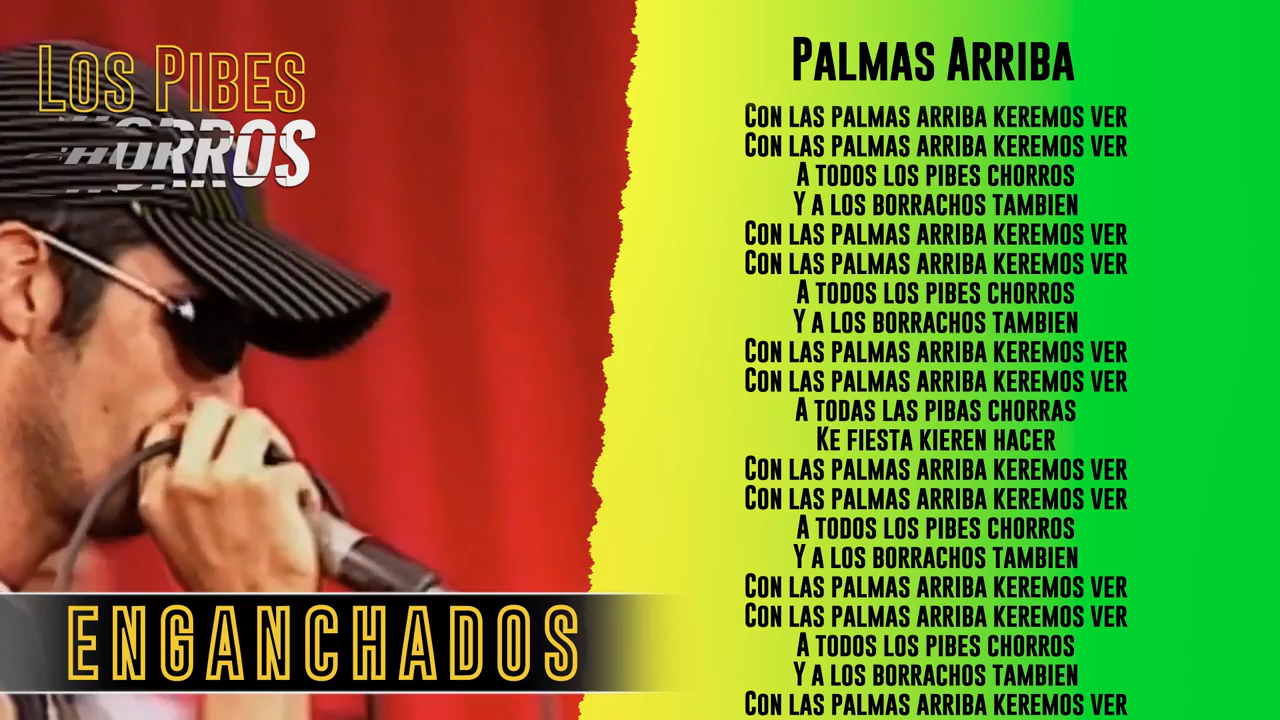 Los Pibes
HORROS
ENGANCHADOS
Palmas Arriba
Con las palmas arriba keremos ver
Con las palmas arriba keremos ver
A todos los pibes chorros
Y a los borrachos tambien
Con las palmas arriba keremos ver
Con las palmas arriba keremos ver
A todos los pibes chorros
Y a los borrachos tambien
Con las palmas arriba keremos ver
Con las palmas arriba keremos ver
A todas las pibas chorras
Ke fiesta kieren hacer
Con las palmas arriba keremos ver
Con las palmas arriba keremos ver
A todos los pibes chorros
Y a los borrachos tambien
Con las palmas arriba keremos ver
Con las palmas arriba keremos ver
A todos los pibes chorros
Y a los borrachos tambien
Con las palmas arriba keremos ver